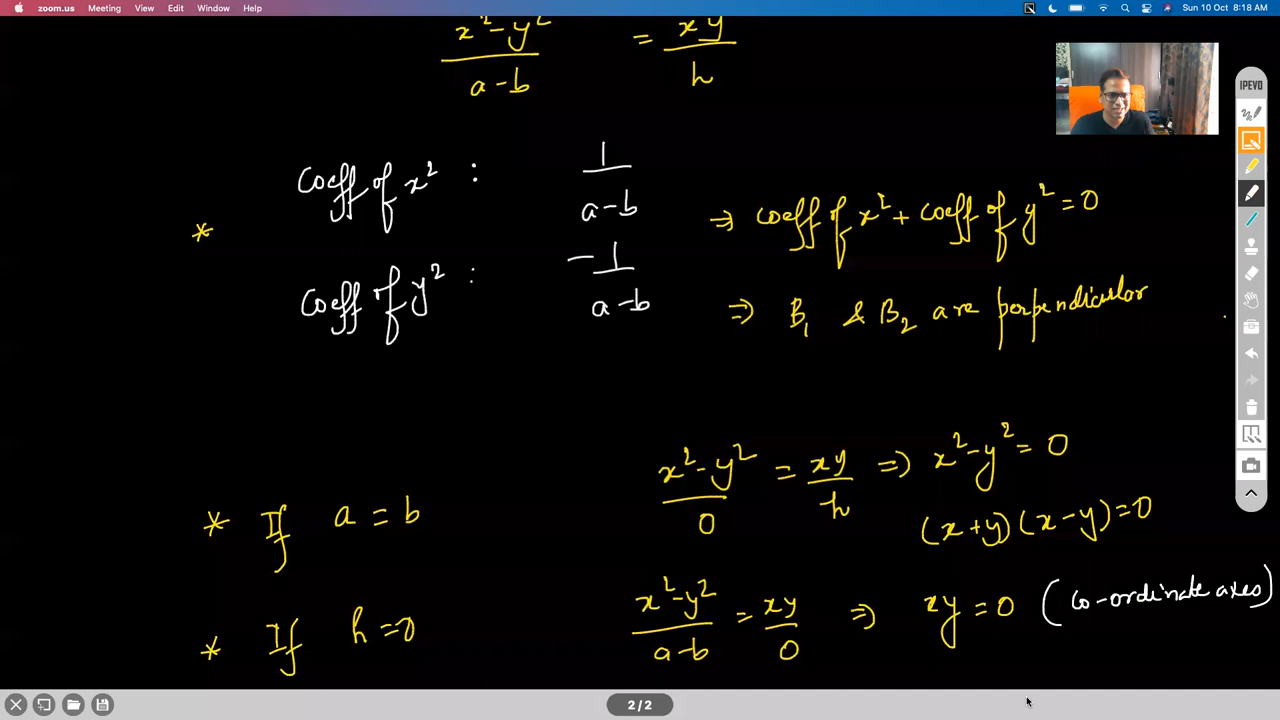 zoom.us Meeting View Edit Window Help Sun 10 Oct 8:18 AM
x²-y²/a-b = xy/h
IPEVO
Coeff of x² : 1/a-b
* 
Coeff of y² : -1/a-b
⇒ Coeff of x² + Coeff of y² = 0
⇒ B₁ & B₂ are perpendicular
* If a = b
x²-y²/0 = xy/h ⇒ x²-y² = 0
(x+y)(x-y)=0
* If h=0
x²-y²/a-b = xy/0 ⇒ xy = 0 (co-ordinate axes)
2/2